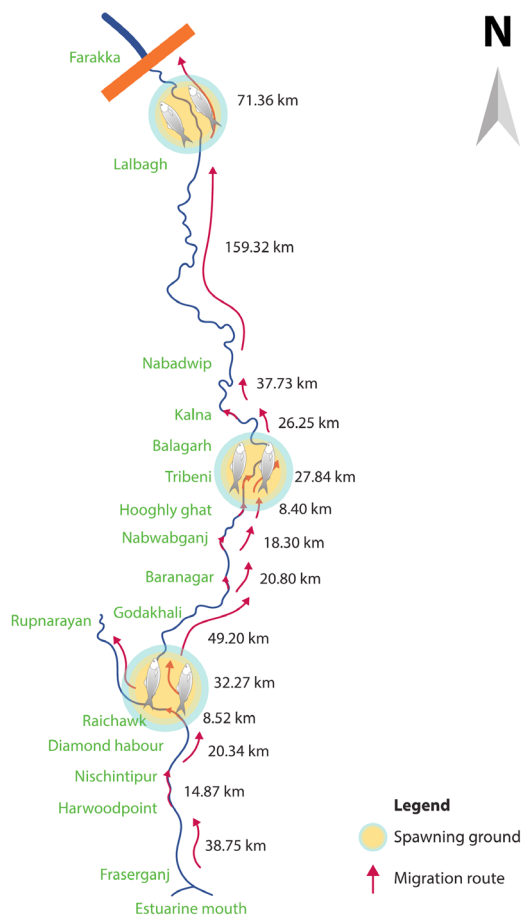 N
Farakka
71.36 km
Lalbagh
159.32 km
Nabadwip
37.73 km
Kalna
26.25 km
Balagarh
Tribeni
27.84 km
Hooghly ghat
8.40 km
Nabwabganj
18.30 km
Baranagar
20.80 km
Godakhali
Rupnarayan
49.20 km
32.27 km
Raichawk
8.52 km
Diamond habour
20.34 km
Nischintipur
14.87 km
Harwoodpoint
38.75 km
Fraserganj
Estuarine mouth
Legend
Spawning ground
Migration route